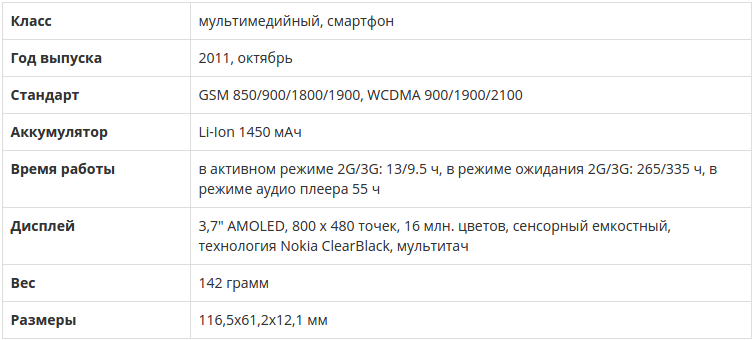 Класс мультимедийный, смартфон
Год выпуска 2011, октябрь
Стандарт GSM 850/900/1800/1900, WCDMA 900/1900/2100
Аккумулятор Li-Ion 1450 мАч
Время работы в активном режиме 2G/3G: 13/9.5 ч, в режиме ожидания 2G/3G: 265/335 ч, в
режиме аудио плеера 55 ч
Дисплей 3,7" AMOLED, 800 x 480 точек, 16 млн. цветов, сенсорный емкостный,
технология Nokia ClearBlack, мультитач
Вес 142 грамм
Размеры 116,5x61,2x12,1 мм